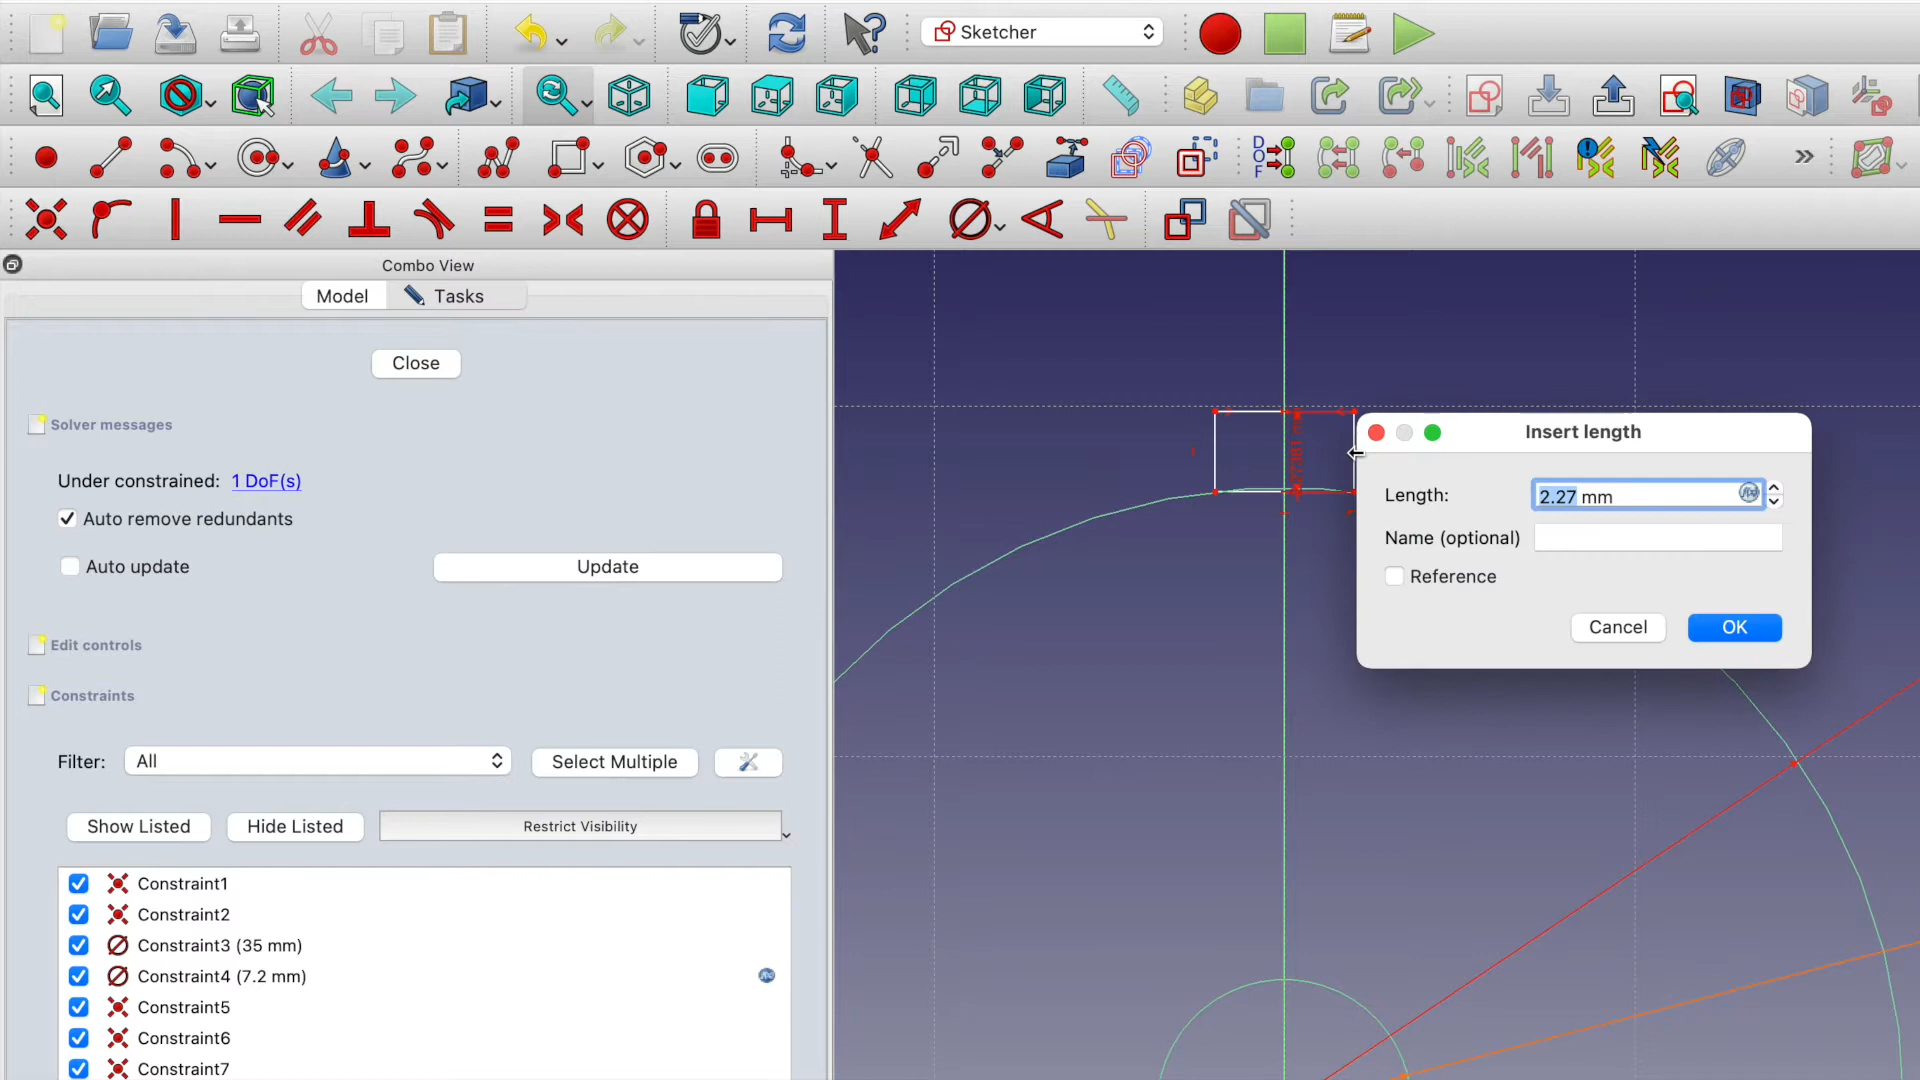 Sketcher
DOF
Combo View
Model
Tasks
Close
Solver messages
Under constrained: 1 DoF(s)
Auto remove redundants
Auto update
Update
Edit controls
Constraints
Filter:
All
Select Multiple
Show Listed
Hide Listed
Restrict Visibility
Constraint1
Constraint2
Constraint3 (35 mm)
Constraint4 (7.2 mm)
Constraint5
Constraint6
Constraint7
Insert length
Length:
2.27 mm
Name (optional)
Reference
Cancel
OK